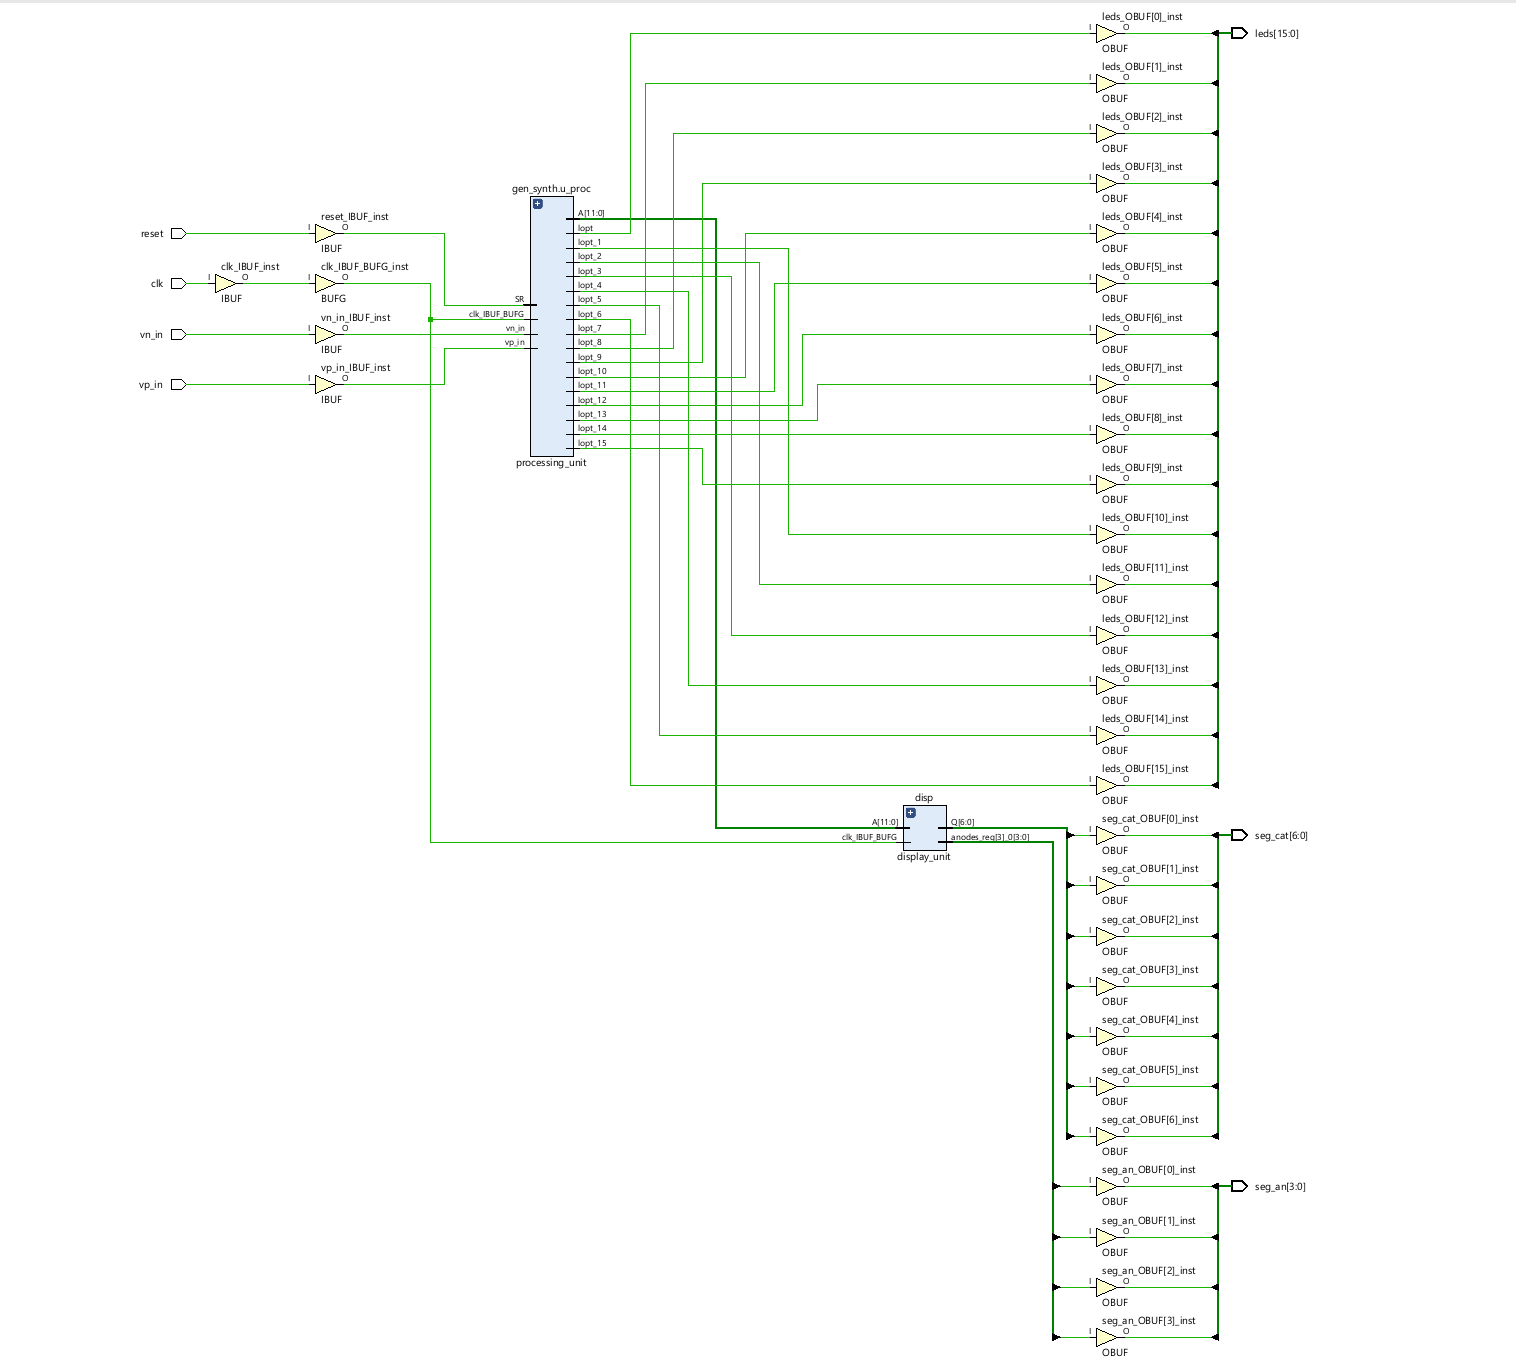 reset
I
reset_IBUF_inst
O
IBUF
clk
I
clk_IBUF_inst
O
IBUF
I
clk_IBUF_BUFG_inst
O
BUFG
vn_in
I
vn_in_IBUF_inst
O
IBUF
vp_in
I
vp_in_IBUF_inst
O
IBUF
gen_synth.u_proc
SR
clk_IBUF_BUFG
vn_in
vp_in
A[11:0]
lopt
lopt_1
lopt_2
lopt_3
lopt_4
lopt_5
lopt_6
lopt_7
lopt_8
lopt_9
lopt_10
lopt_11
lopt_12
lopt_13
lopt_14
lopt_15
processing_unit
disp
A[11:0]
clk_IBUF_BUFG
Q[6:0]
anodes_reg[3]_0[3:0]
display_unit
leds_OBUF[0]_inst
I
O
OBUF
leds[15:0]
leds_OBUF[1]_inst
I
O
OBUF
leds_OBUF[2]_inst
I
O
OBUF
leds_OBUF[3]_inst
I
O
OBUF
leds_OBUF[4]_inst
I
O
OBUF
leds_OBUF[5]_inst
I
O
OBUF
leds_OBUF[6]_inst
I
O
OBUF
leds_OBUF[7]_inst
I
O
OBUF
leds_OBUF[8]_inst
I
O
OBUF
leds_OBUF[9]_inst
I
O
OBUF
leds_OBUF[10]_inst
I
O
OBUF
leds_OBUF[11]_inst
I
O
OBUF
leds_OBUF[12]_inst
I
O
OBUF
leds_OBUF[13]_inst
I
O
OBUF
leds_OBUF[14]_inst
I
O
OBUF
leds_OBUF[15]_inst
I
O
OBUF
seg_cat_OBUF[0]_inst
I
O
OBUF
seg_cat[6:0]
seg_cat_OBUF[1]_inst
I
O
OBUF
seg_cat_OBUF[2]_inst
I
O
OBUF
seg_cat_OBUF[3]_inst
I
O
OBUF
seg_cat_OBUF[4]_inst
I
O
OBUF
seg_cat_OBUF[5]_inst
I
O
OBUF
seg_cat_OBUF[6]_inst
I
O
OBUF
seg_an_OBUF[0]_inst
I
O
OBUF
seg_an[3:0]
seg_an_OBUF[1]_inst
I
O
OBUF
seg_an_OBUF[2]_inst
I
O
OBUF
seg_an_OBUF[3]_inst
I
O
OBUF